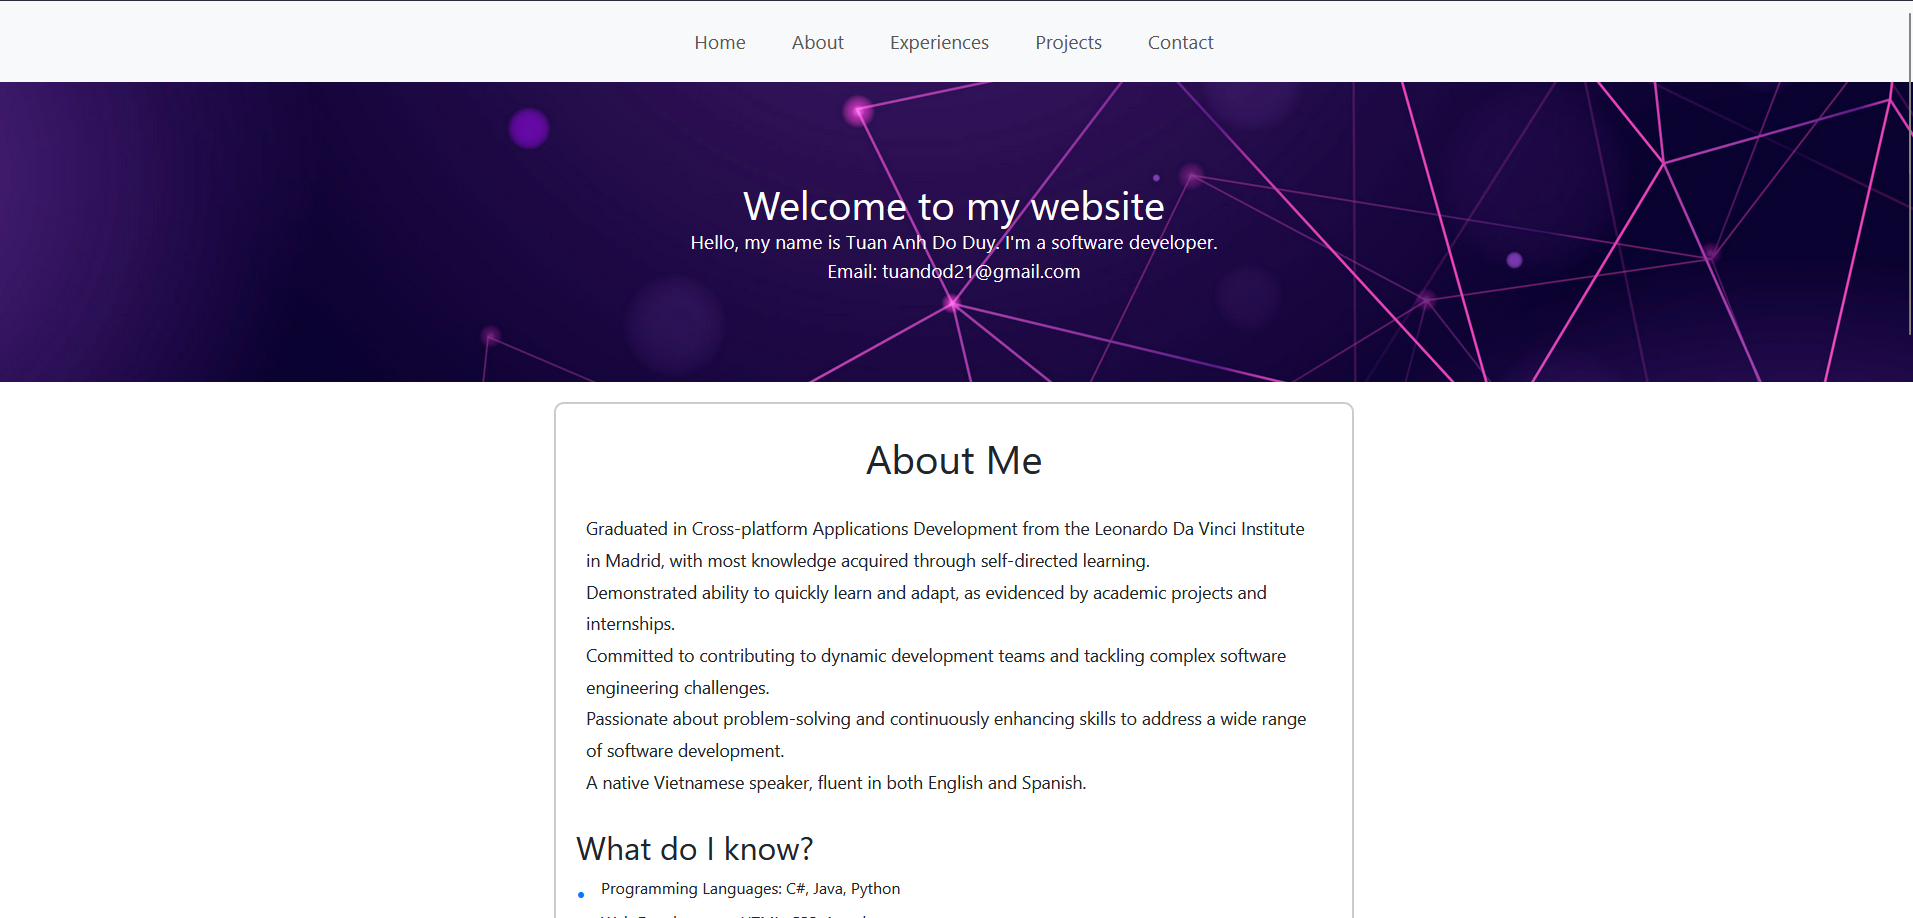 Home About Experiences Projects Contact
Welcome to my website
Hello, my name is Tuan Anh Do Duy. I'm a software developer.
Email: tuandod21@gmail.com
About Me
Graduated in Cross-platform Applications Development from the Leonardo Da Vinci Institute
in Madrid, with most knowledge acquired through self-directed learning.
Demonstrated ability to quickly learn and adapt, as evidenced by academic projects and
internships.
Committed to contributing to dynamic development teams and tackling complex software
engineering challenges.
Passionate about problem-solving and continuously enhancing skills to address a wide range
of software development.
A native Vietnamese speaker, fluent in both English and Spanish.
What do I know?
Programming Languages: C#, Java, Python